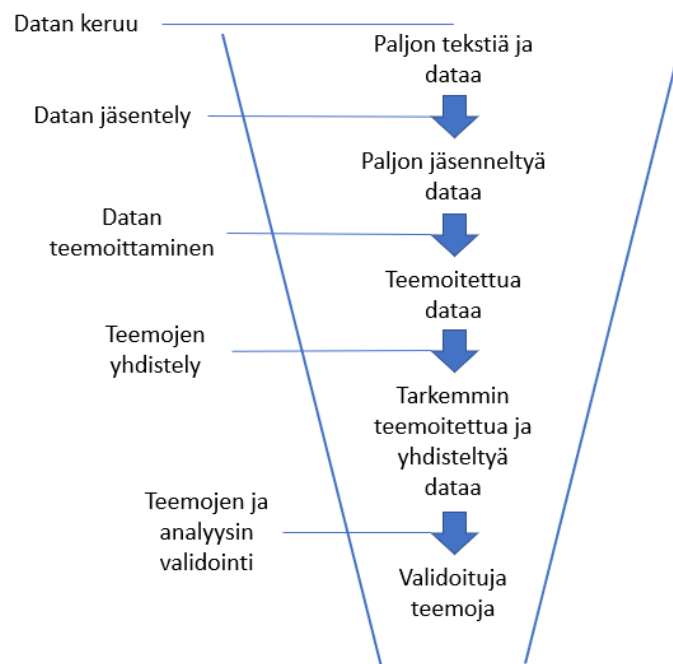 Datan keruu
Paljon tekstiä ja
dataa
Datan jäsentely
Paljon jäsenneltyä
dataa
Datan
teemoittaminen
Teemoitettua
dataa
Teemojen
yhdistely
Tarkemmin
teemoitettua ja
yhdisteltyä
dataa
Teemojen ja
analyysin
validointi
Validoituja
teemoja